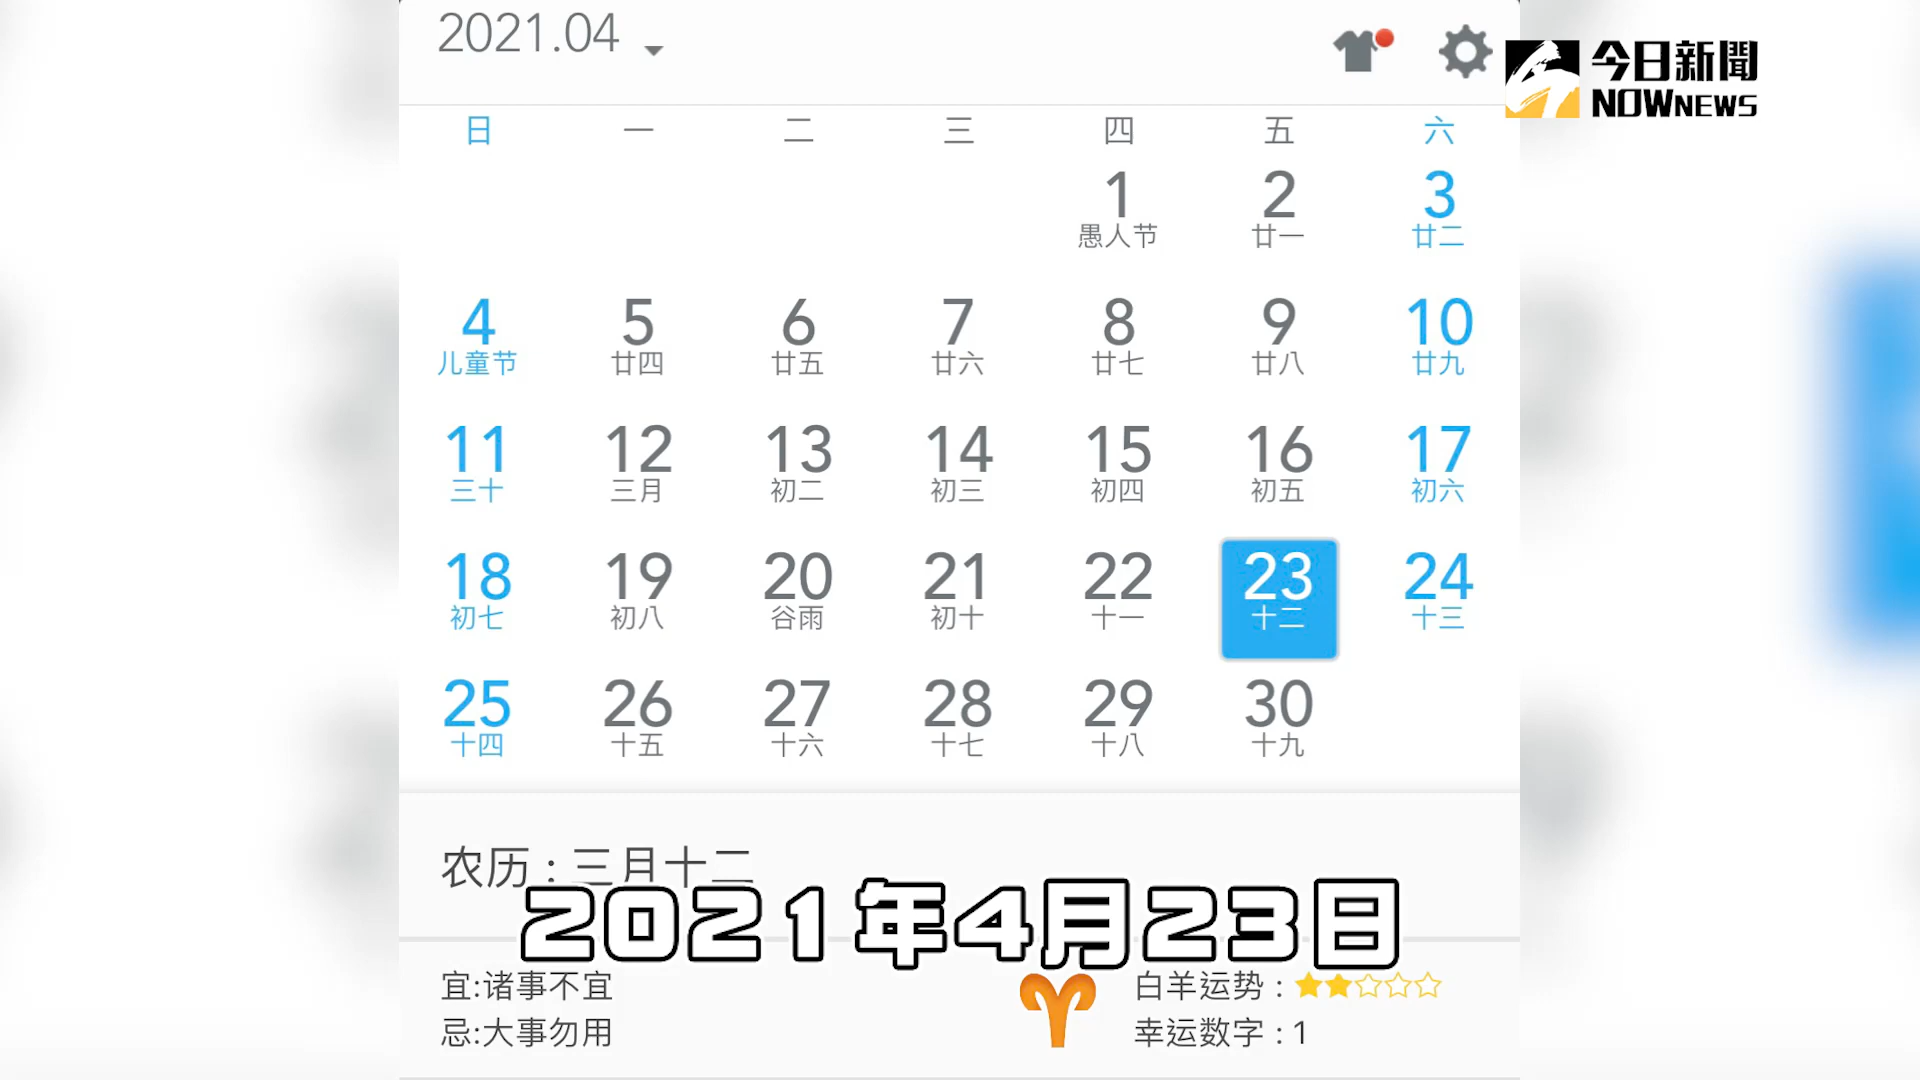 2021.04
今日新聞
NOWNEWS
日 一 二 三 四 五 六
1 2 3
愚人节 廿一 廿二
4 5 6 7 8 9 10
儿童节 廿四 廿五 廿六 廿七 廿八 廿九
11 12 13 14 15 16 17
三十 三月 初二 初三 初四 初五 初六
18 19 20 21 22 23 24
初七 初八 谷雨 初十 十一 十二 十三
25 26 27 28 29 30
十四 十五 十六 十七 十八 十九
农历：三月十二
2021年4月23日
宜:诸事不宜
忌:大事勿用
白羊运势：
幸运数字：1